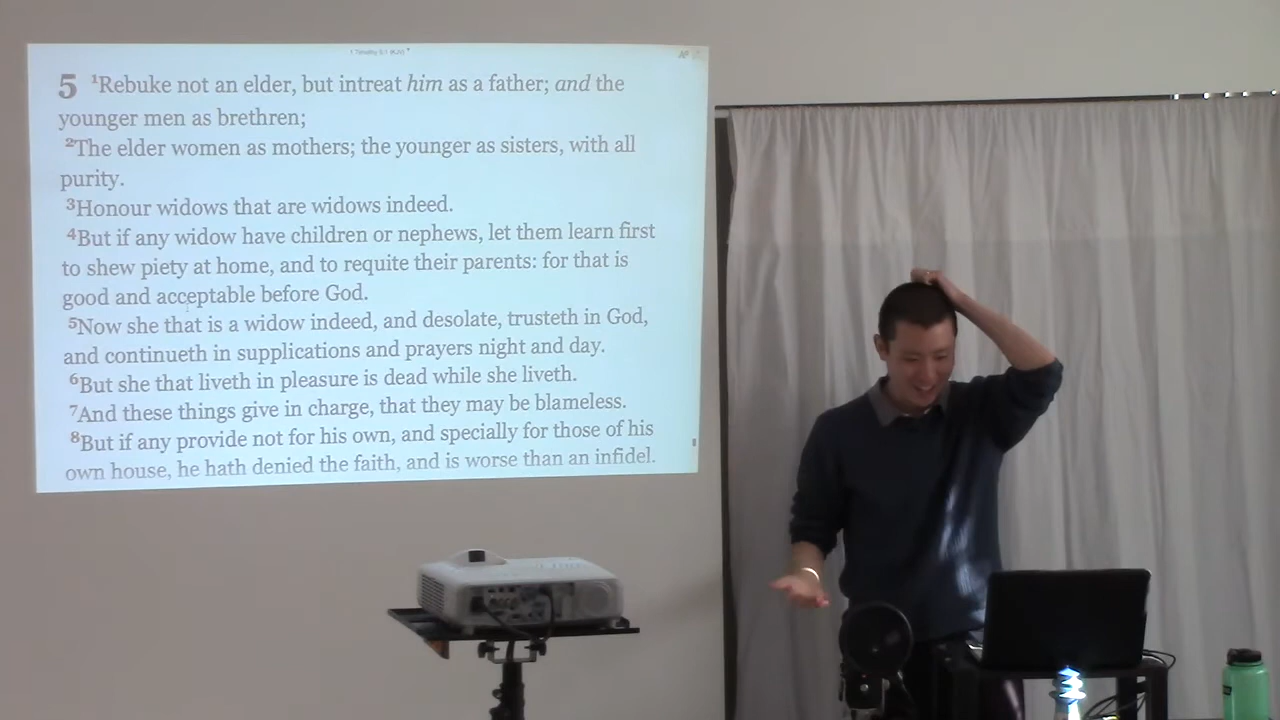 1 Timothy 5:1 (KJV)
5 1Rebuke not an elder, but intreat him as a father; and the
younger men as brethren;
2The elder women as mothers; the younger as sisters, with all
purity.
3Honour widows that are widows indeed.
4But if any widow have children or nephews, let them learn first
to shew piety at home, and to requite their parents: for that is
good and acceptable before God.
5Now she that is a widow indeed, and desolate, trusteth in God,
and continueth in supplications and prayers night and day.
6But she that liveth in pleasure is dead while she liveth.
7And these things give in charge, that they may be blameless.
8But if any provide not for his own, and specially for those of his
own house, he hath denied the faith, and is worse than an infidel.